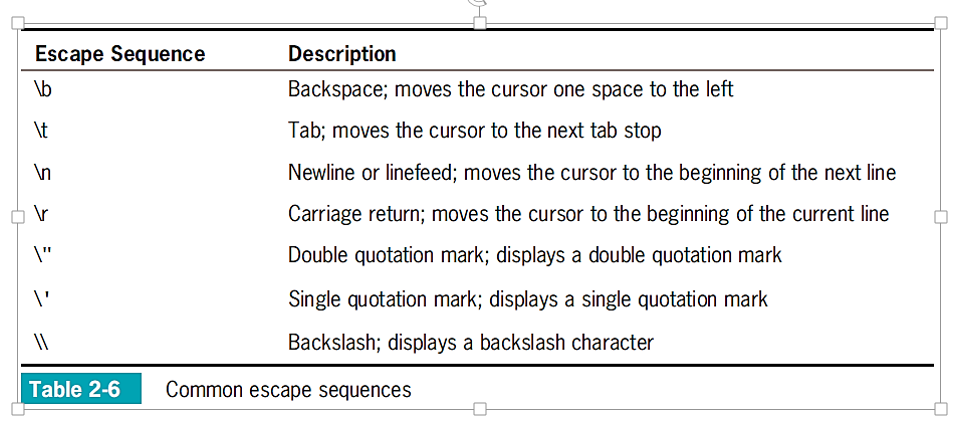 Escape Sequence Description
\b Backspace; moves the cursor one space to the left
\t Tab; moves the cursor to the next tab stop
\n Newline or linefeed; moves the cursor to the beginning of the next line
\r Carriage return; moves the cursor to the beginning of the current line
\" Double quotation mark; displays a double quotation mark
\' Single quotation mark; displays a single quotation mark
\\ Backslash; displays a backslash character
Table 2-6 Common escape sequences